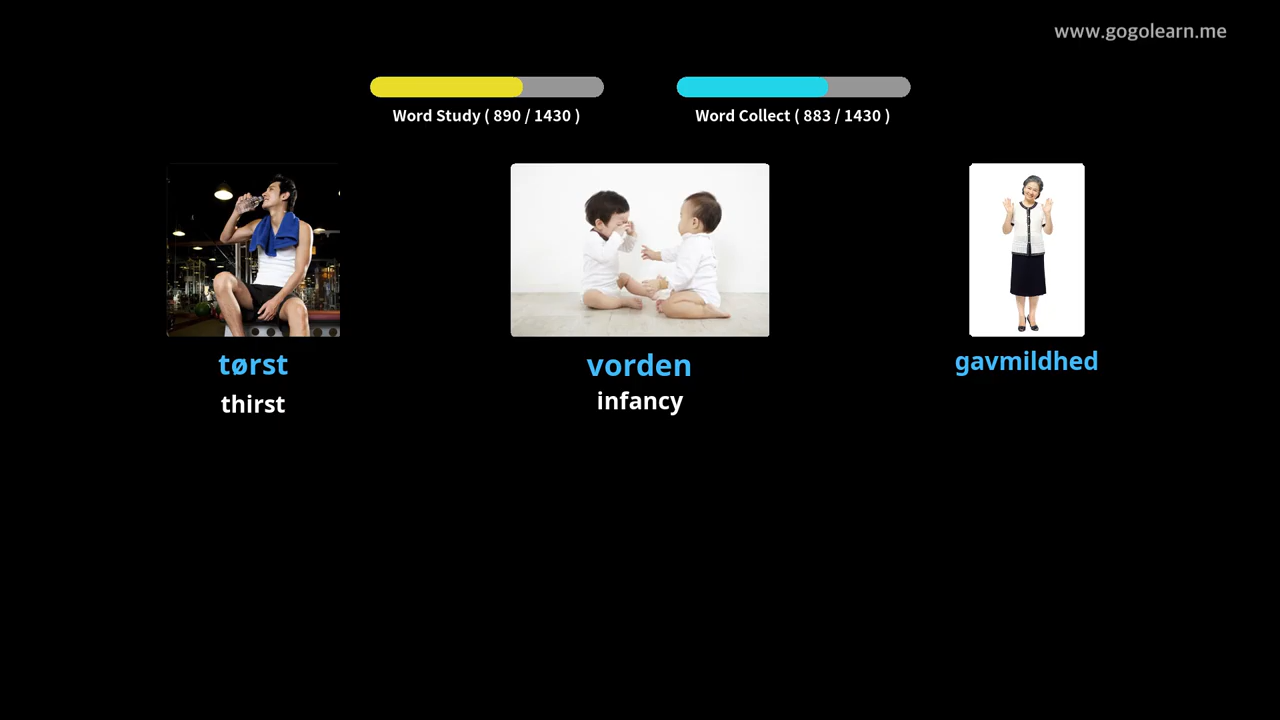 www.gogolearn.me
Word Study ( 890 / 1430 )
Word Collect ( 883 / 1430 )
tørst
thirst
vorden
infancy
gavmildhed